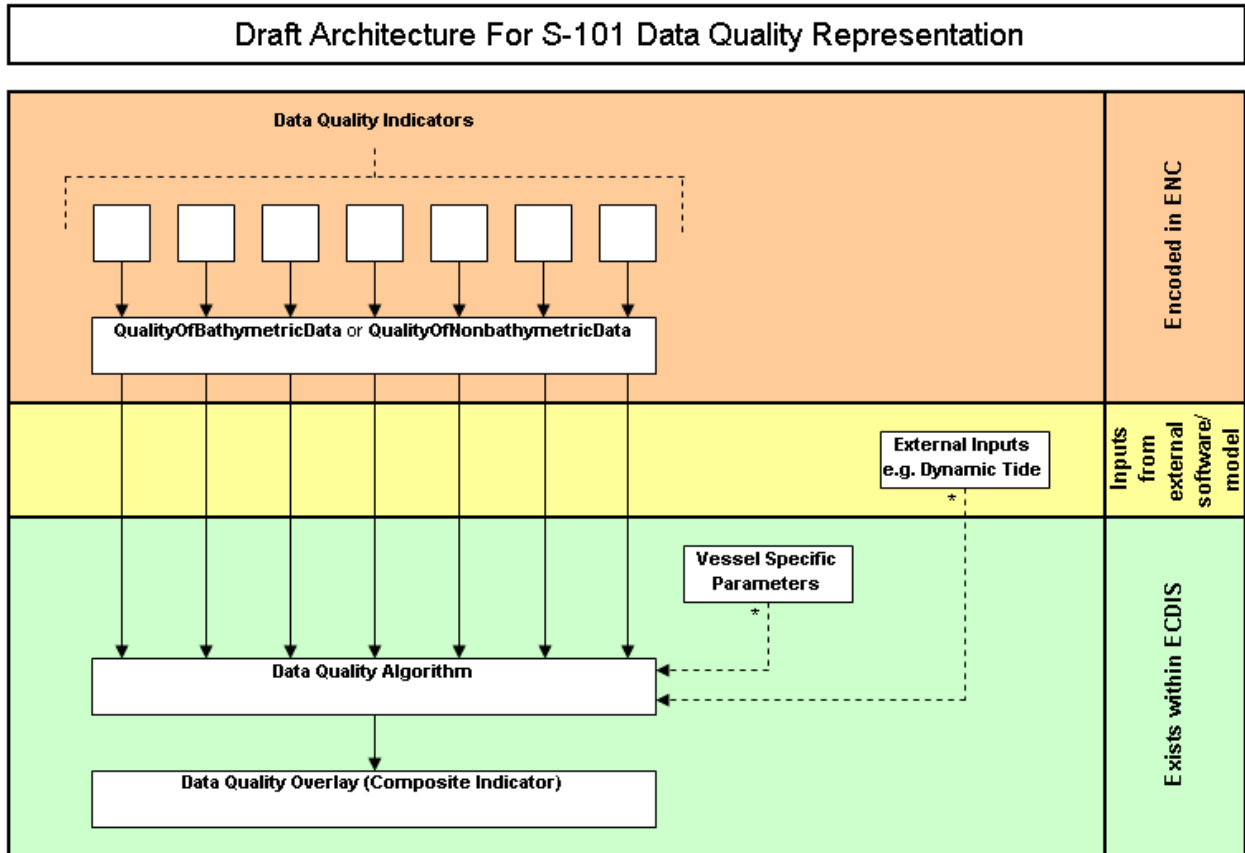 Draft Architecture For S-101 Data Quality Representation
Data Quality Indicators
QualityOfBathymetricData or QualityOfNonbathymetricData
Encoded in ENC
External Inputs
e.g. Dynamic Tide
*
Inputs
from
external
software/
model
Vessel Specific
Parameters
*
Data Quality Algorithm
Data Quality Overlay (Composite Indicator)
Exists within ECDIS